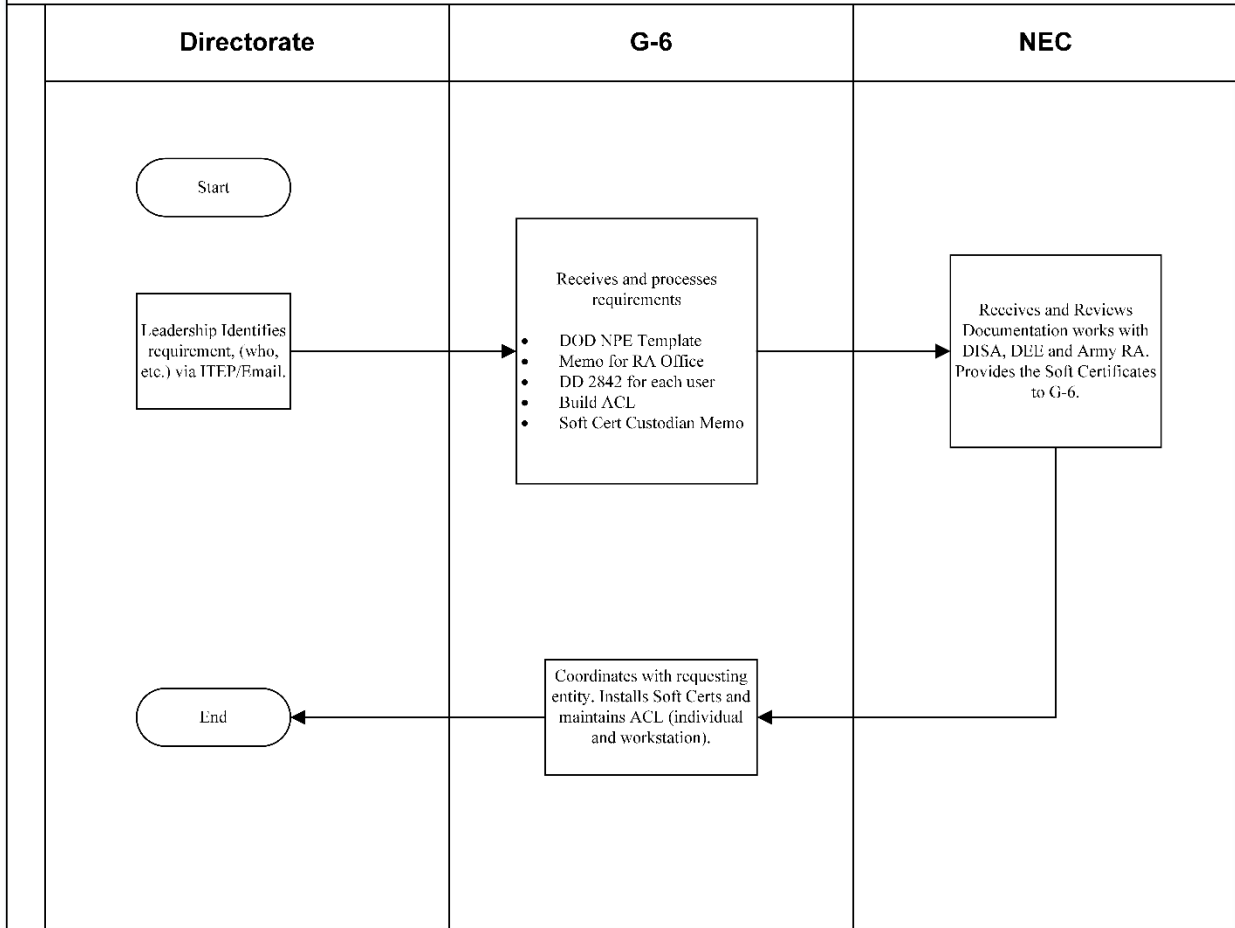 Directorate
G-6
NEC
Start
Leadership Identifies
requirement, (who,
etc.) via ITEP/Email.
Receives and processes
requirements
• DOD NPE Template
• Memo for RA Office
• DD 2842 for each user
• Build ACL
• Soft Cert Custodian Memo
Receives and Reviews
Documentation works with
DISA, DEE and Army RA.
Provides the Soft Certificates
to G-6.
Coordinates with requesting
entity. Installs Soft Certs and
maintains ACL (individual
and workstation).
End